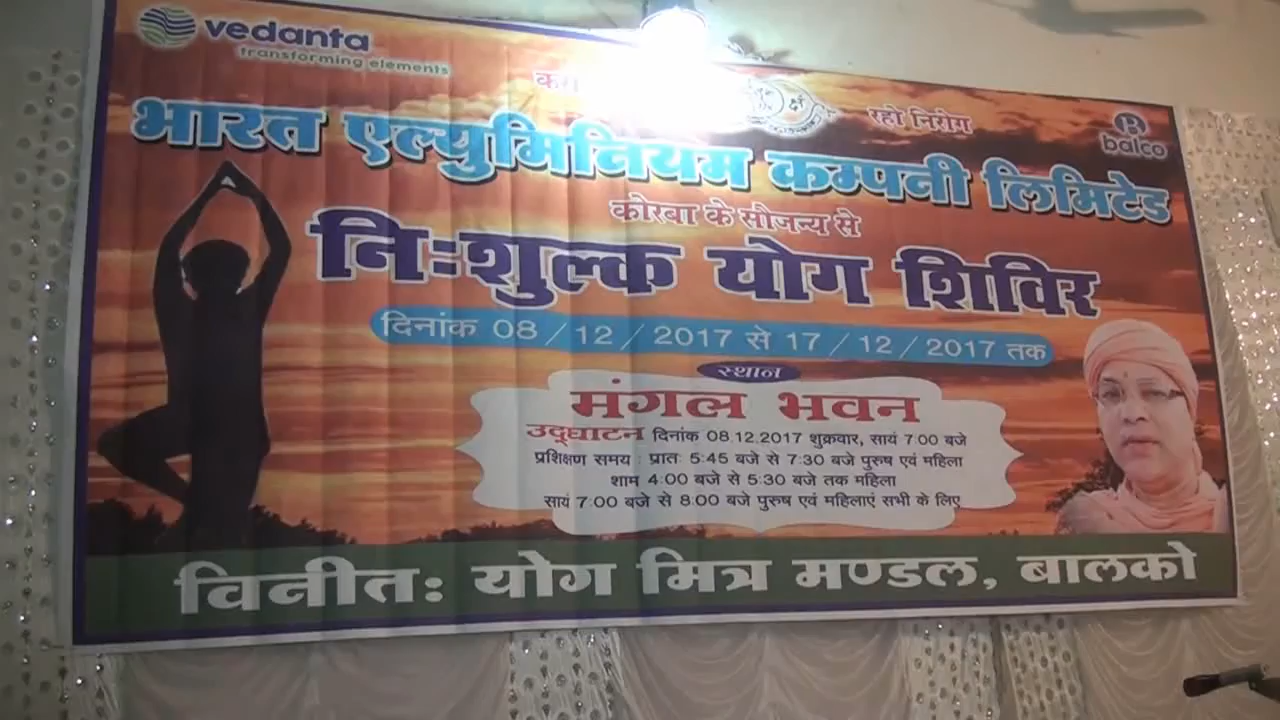 vedanta
transforming elements
रहो निरोग
balco
भारत एल्युमिनियम कम्पनी लिमिटेड
कोरबा के सौजन्य से
निःशुल्क योग शिविर
दिनांक 08 / 12 / 2017 से 17 / 12 / 2017 तक
स्थान
मंगल भवन
उद्घाटन दिनांक 08.12.2017 शुक्रवार, सायं 7:00 बजे
प्रशिक्षण समय : प्रातः 5:45 बजे से 7:30 बजे पुरुष एवं महिला
शाम 4:00 बजे से 5:30 बजे तक महिला
सायं 7:00 बजे से 8:00 बजे पुरुष एवं महिलाएं सभी के लिए
विनीत: योग मित्र मण्डल, बालको